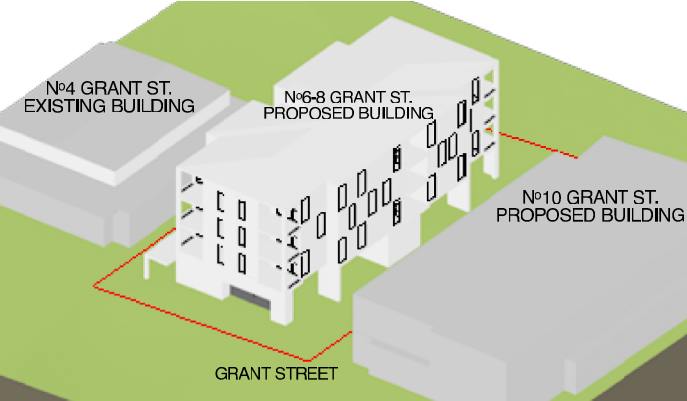 Nº4 GRANT ST.
EXISTING BUILDING
Nº6-8 GRANT ST.
PROPOSED BUILDING
Nº10 GRANT ST.
PROPOSED BUILDING
GRANT STREET